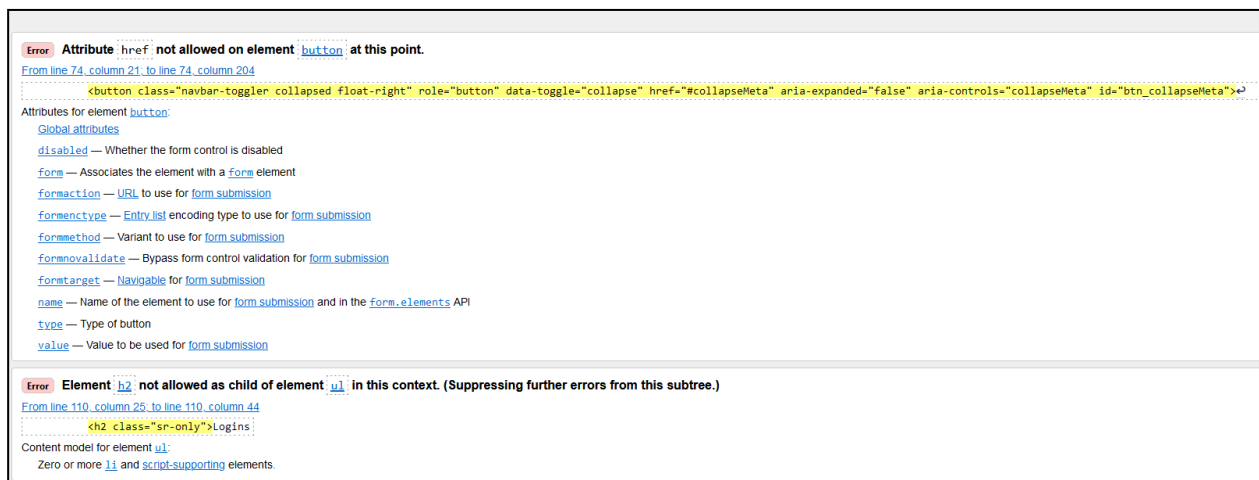 Error Attribute href not allowed on element button at this point.
From line 74, column 21; to line 74, column 204
<button class="navbar-toggler collapsed float-right" role="button" data-toggle="collapse" href="#collapseMeta" aria-expanded="false" aria-controls="collapseMeta" id="btn_collapseMeta">↩
Attributes for element button:
Global attributes
disabled — Whether the form control is disabled
form — Associates the element with a form element
formaction — URL to use for form submission
formenctype — Entry list encoding type to use for form submission
formmethod — Variant to use for form submission
formnovalidate — Bypass form control validation for form submission
formtarget — Navigable for form submission
name — Name of the element to use for form submission and in the form.elements API
type — Type of button
value — Value to be used for form submission
Error Element h2 not allowed as child of element ul in this context. (Suppressing further errors from this subtree.)
From line 110, column 25; to line 110, column 44
<h2 class="sr-only">Logins
Content model for element ul:
Zero or more li and script-supporting elements.